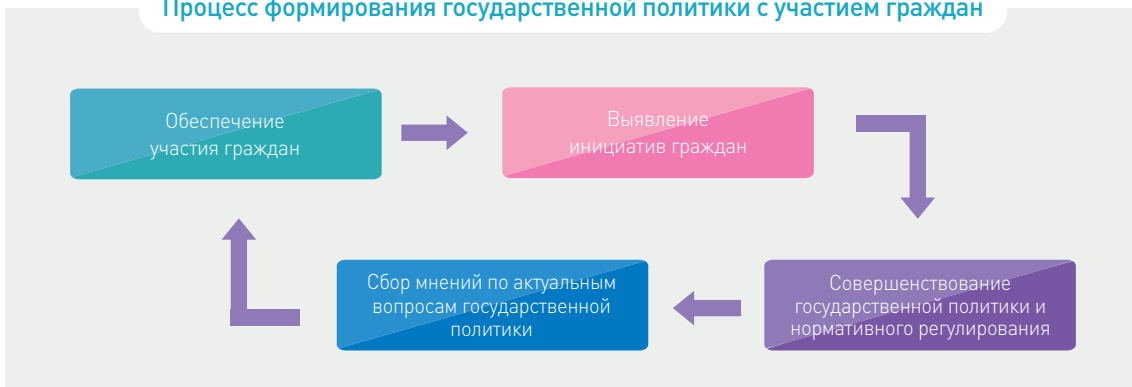 Процесс формирования государственной политики с участием граждан
Обеспечение
участия граждан
Выявление
инициатив граждан
Сбор мнений по актуальным
вопросам государственной
политики
Совершенствование
государственной политики и
нормативного регулирования